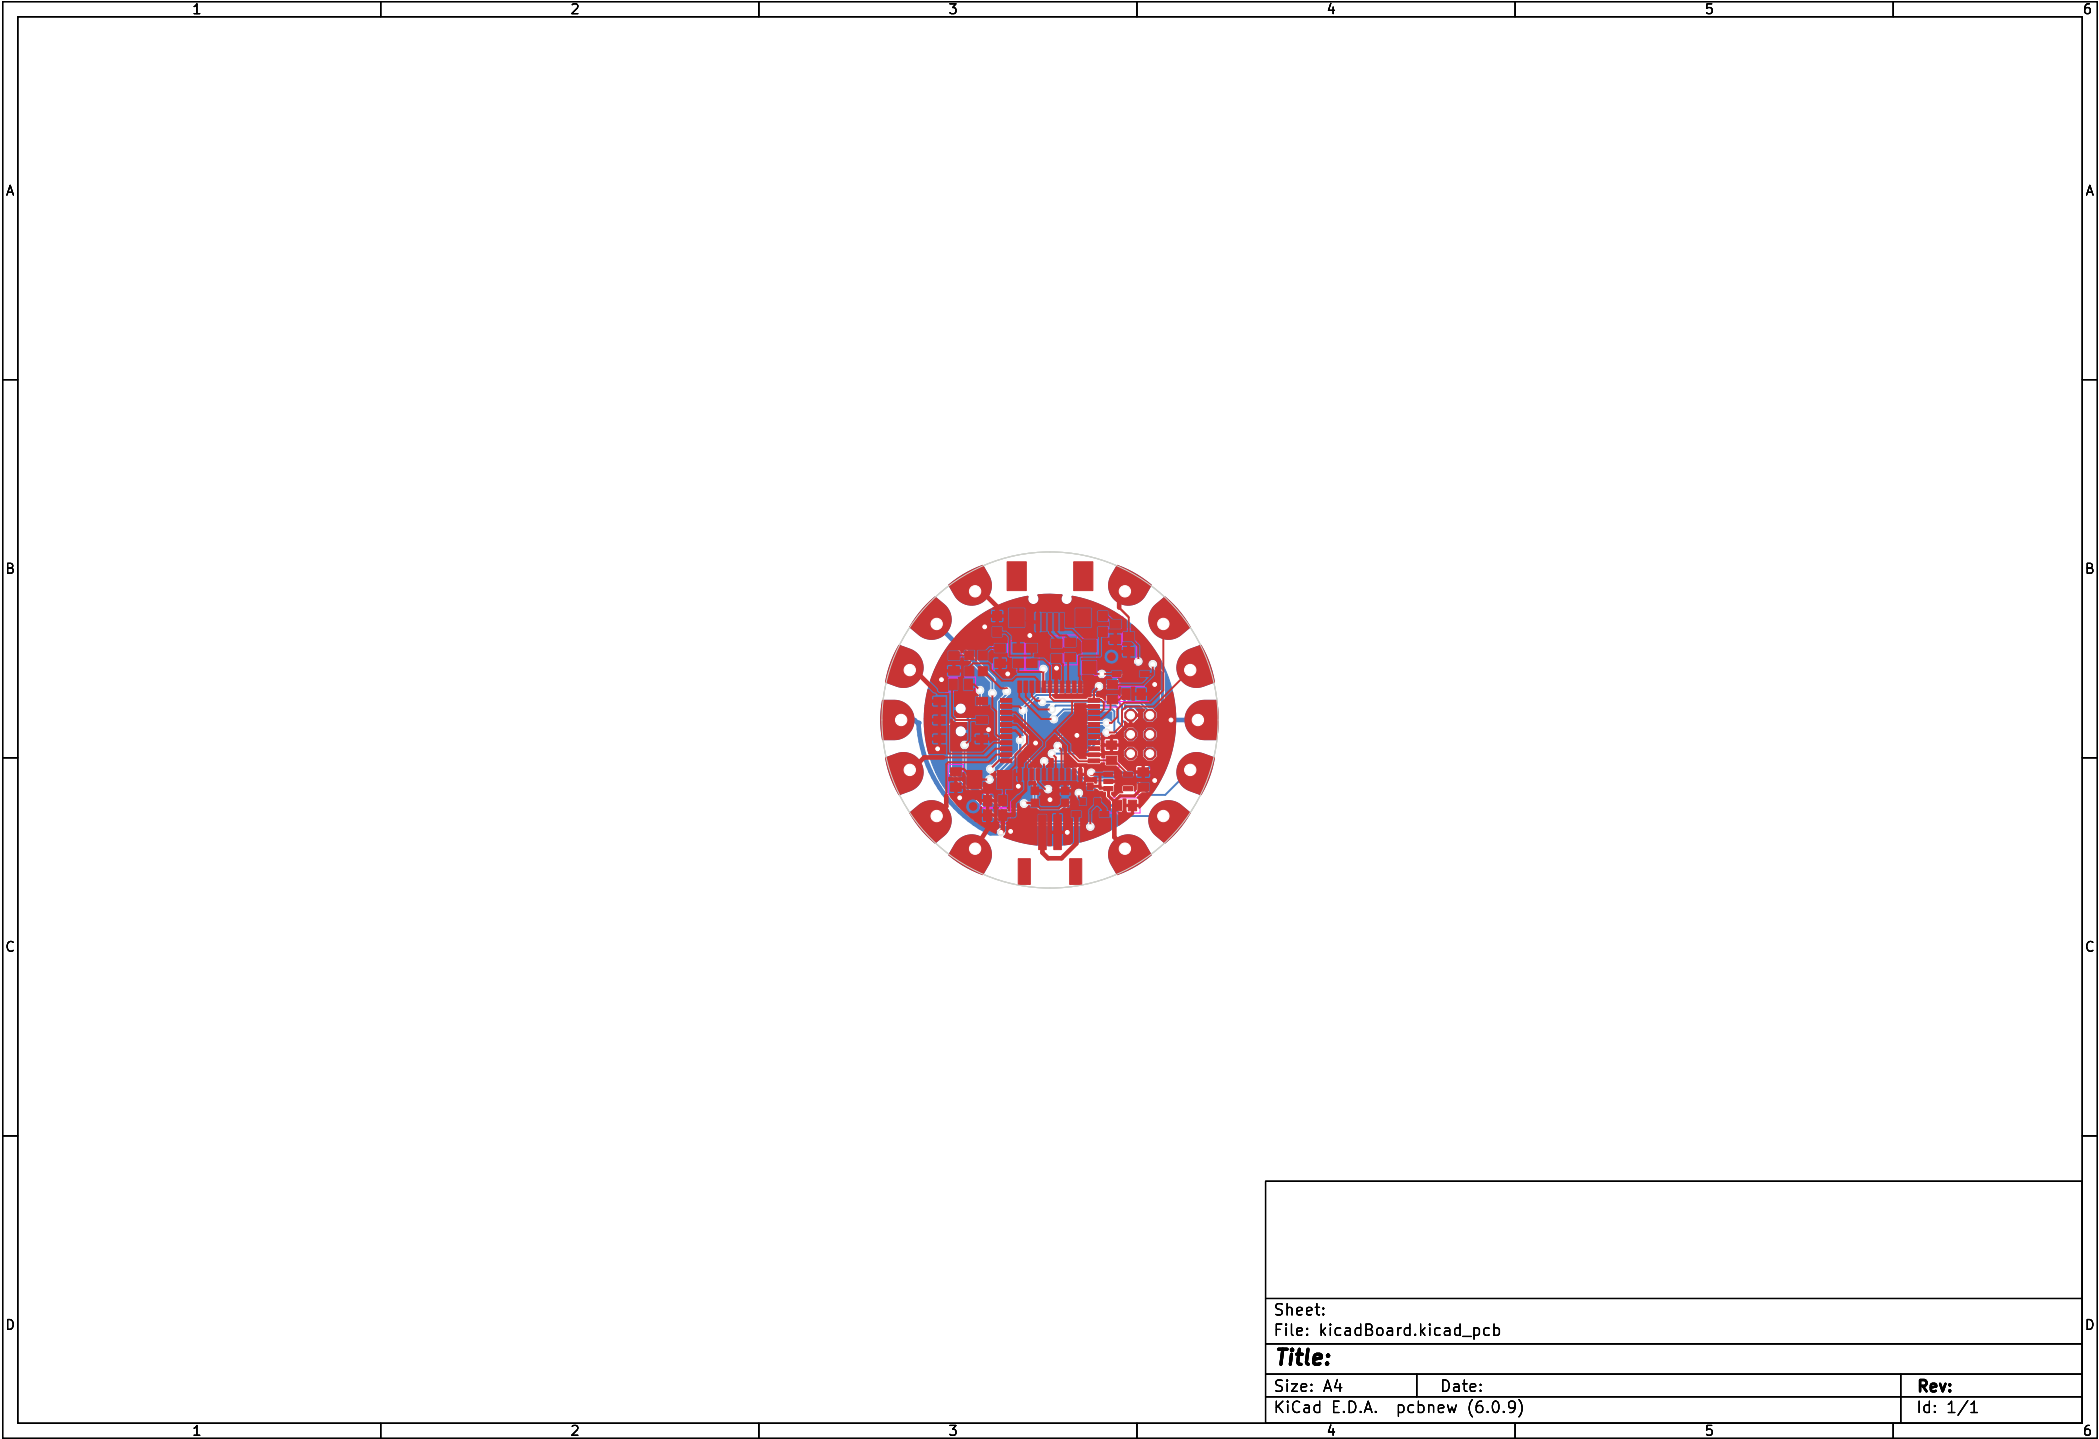 1 2 3 4 5 6
A A
B B
C C
D D
Sheet:
File: kicadBoard.kicad_pcb
Title:
Size: A4 Date: Rev:
KiCad E.D.A. pcbnew (6.0.9) Id: 1/1
1 2 3 4 5 6